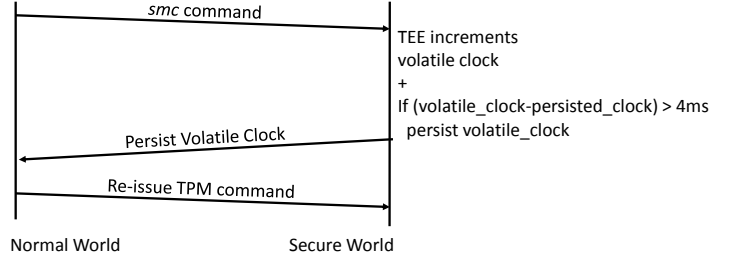 smc command
TEE increments
volatile clock
+
If (volatile_clock-persisted_clock) > 4ms
persist volatile_clock
Persist Volatile Clock
Re-issue TPM command
Normal World
Secure World